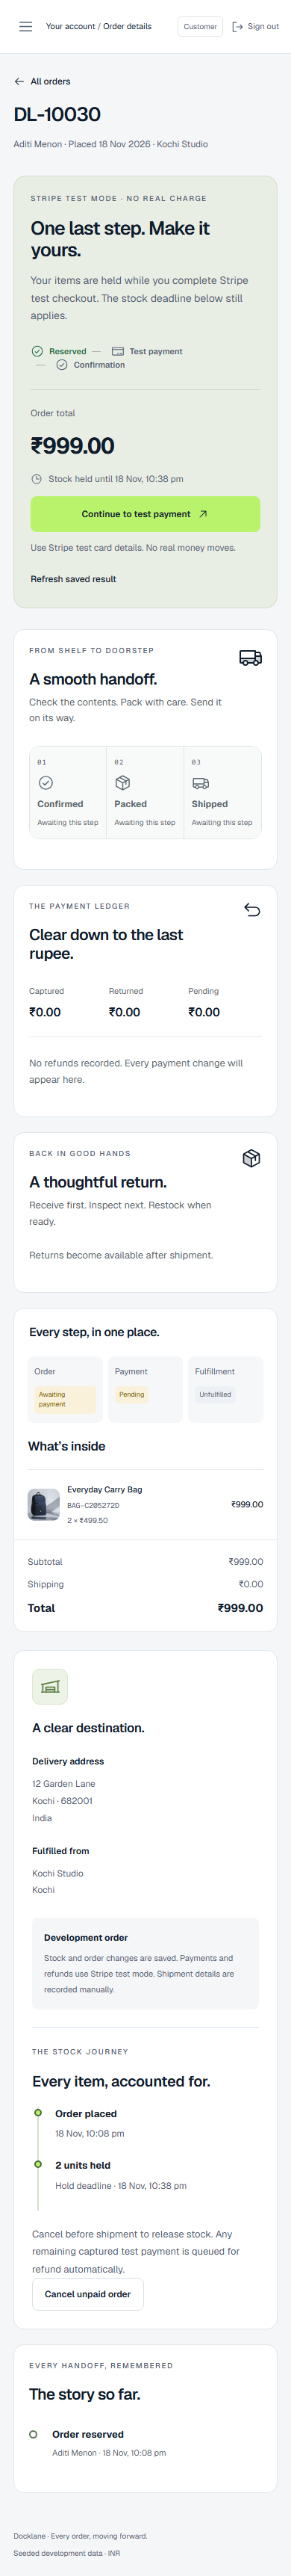 Your account / Order details
Customer
Sign out
All orders
DL-10030
Aditi Menon · Placed 18 Nov 2026 · Kochi Studio
STRIPE TEST MODE · NO REAL CHARGE
One last step. Make it
yours.
Your items are held while you complete Stripe
test checkout. The stock deadline below still
applies.
Reserved — Test payment
— Confirmation
Order total
₹999.00
Stock held until 18 Nov, 10:38 pm
Continue to test payment
Use Stripe test card details. No real money moves.
Refresh saved result
FROM SHELF TO DOORSTEP
A smooth handoff.
Check the contents. Pack with care. Send it
on its way.
01 02 03
Confirmed Packed Shipped
Awaiting this step Awaiting this step Awaiting this step
THE PAYMENT LEDGER
Clear down to the last
rupee.
Captured Returned Pending
₹0.00 ₹0.00 ₹0.00
No refunds recorded. Every payment change will
appear here.
BACK IN GOOD HANDS
A thoughtful return.
Receive first. Inspect next. Restock when
ready.
Returns become available after shipment.
Every step, in one place.
Order Payment Fulfillment
Awaiting
payment
Pending
Unfulfilled
What's inside
Everyday Carry Bag
BAG-C205272D
2 × ₹499.50
₹999.00
Subtotal ₹999.00
Shipping ₹0.00
Total ₹999.00
A clear destination.
Delivery address
12 Garden Lane
Kochi · 682001
India
Fulfilled from
Kochi Studio
Kochi
Development order
Stock and order changes are saved. Payments and
refunds use Stripe test mode. Shipment details are
recorded manually.
THE STOCK JOURNEY
Every item, accounted for.
Order placed
18 Nov, 10:08 pm
2 units held
Hold deadline · 18 Nov, 10:38 pm
Cancel before shipment to release stock. Any
remaining captured test payment is queued for
refund automatically.
Cancel unpaid order
EVERY HANDOFF, REMEMBERED
The story so far.
Order reserved
Aditi Menon · 18 Nov, 10:08 pm
Docklane · Every order, moving forward.
Seeded development data · INR